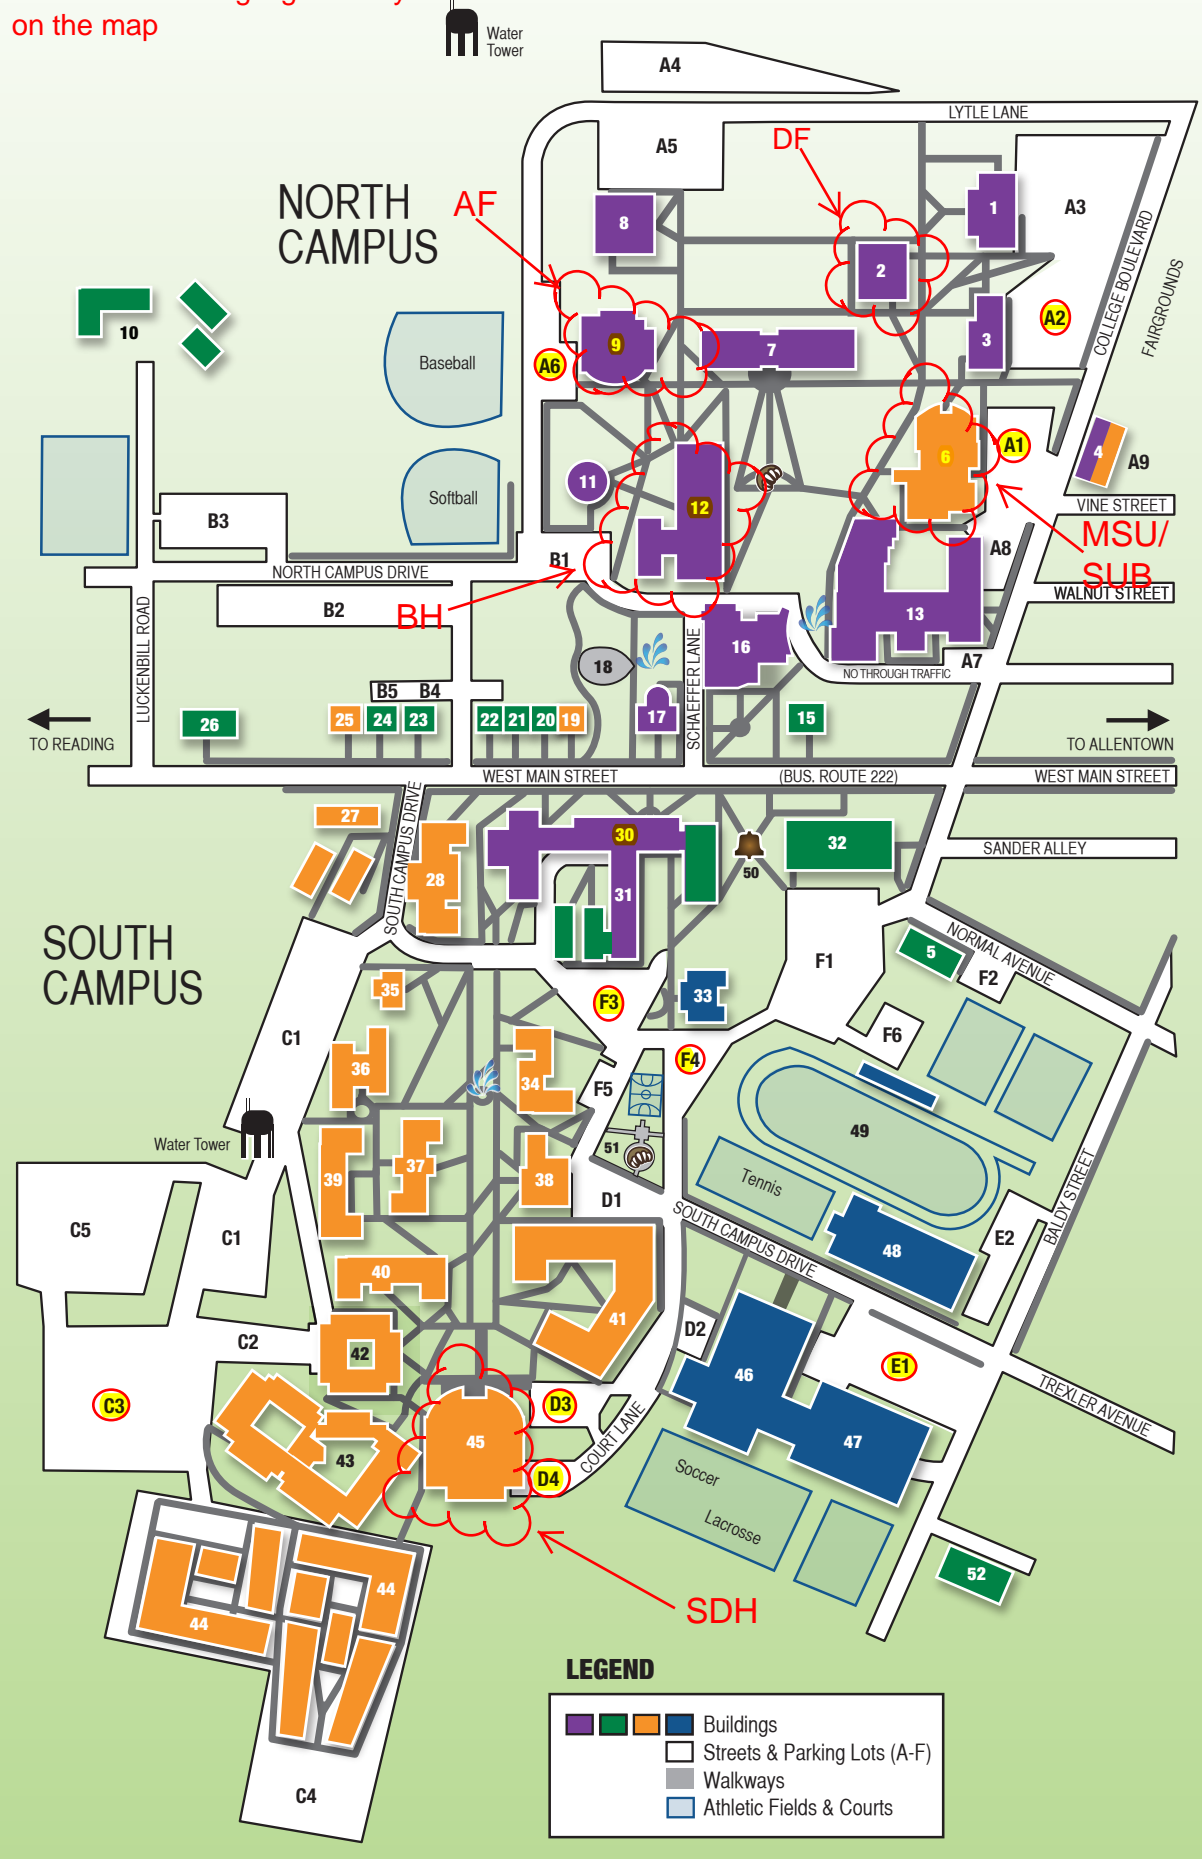 on the map
Water
Tower
A4
LYTLE LANE
A5
DF
NORTH
CAMPUS
AF
8
1
A3
2
COLLEGE BOULEVARD
FAIRGROUNDS
10
A2
3
9
7
Baseball
A6
A1
6
4
A9
11
12
Softball
B3
VINE STREET
MSU/
SUB
A8
B1
NORTH CAMPUS DRIVE
WALNUT STREET
B2
BH
13
LUCKENBILL ROAD
16
18
SCHAEFFER LANE
A7
NO THROUGH TRAFFIC
B5
B4
26
25
24
23
22
21
20
19
17
15
TO READING
TO ALLENTOWN
WEST MAIN STREET
(BUS. ROUTE 222)
WEST MAIN STREET
27
SOUTH CAMPUS DRIVE
30
32
SANDER ALLEY
28
50
31
SOUTH
CAMPUS
NORMAL AVENUE
5
F1
F2
35
33
F3
C1
F6
36
34
F4
F5
49
Water Tower
51
39
37
38
Tennis
D1
BALDY STREET
C5
C1
SOUTH CAMPUS DRIVE
E2
48
40
41
D2
C2
42
46
E1
C3
D3
TREXLER AVENUE
45
47
43
COURT LANE
D4
Soccer
Lacrosse
52
44
44
SDH
LEGEND
Buildings
Streets & Parking Lots (A-F)
Walkways
Athletic Fields & Courts
C4